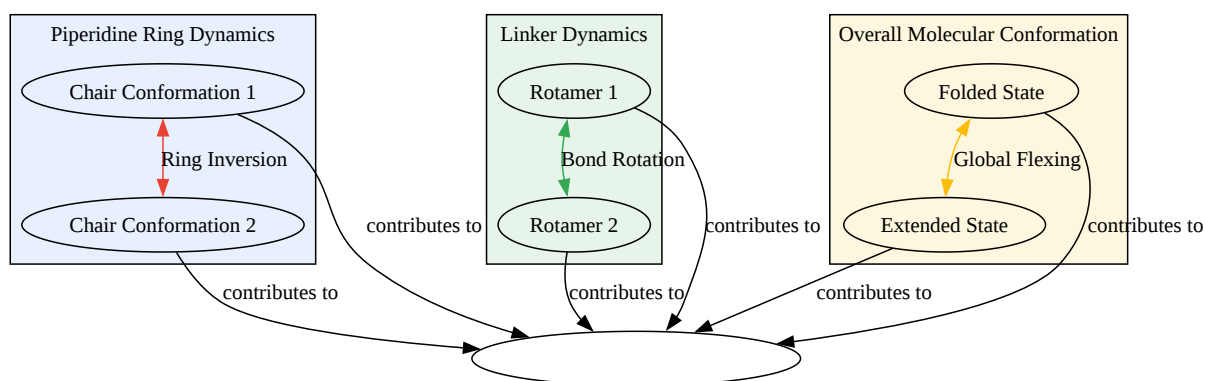 Piperidine Ring Dynamics
Linker Dynamics
Overall Molecular Conformation
Chair Conformation 1
Rotamer 1
Folded State
Ring Inversion
Bond Rotation
Global Flexing
Chair Conformation 2
Rotamer 2
Extended State
contributes to
contributes to
contributes to
contributes to
contributes to
contributes to